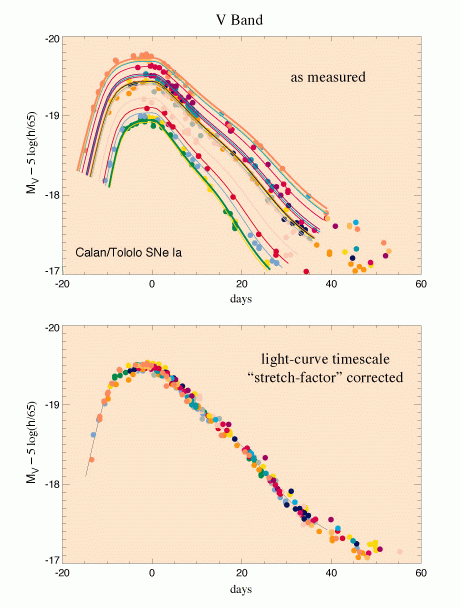 V Band
-20
as measured
-19
M_V – 5 log(h/65)
-18
Calan/Tololo SNe Ia
-17
-20 0 20 40 60
days
-20
light-curve timescale
“stretch-factor” corrected
-19
M_V – 5 log(h/65)
-18
-17
-20 0 20 40 60
days